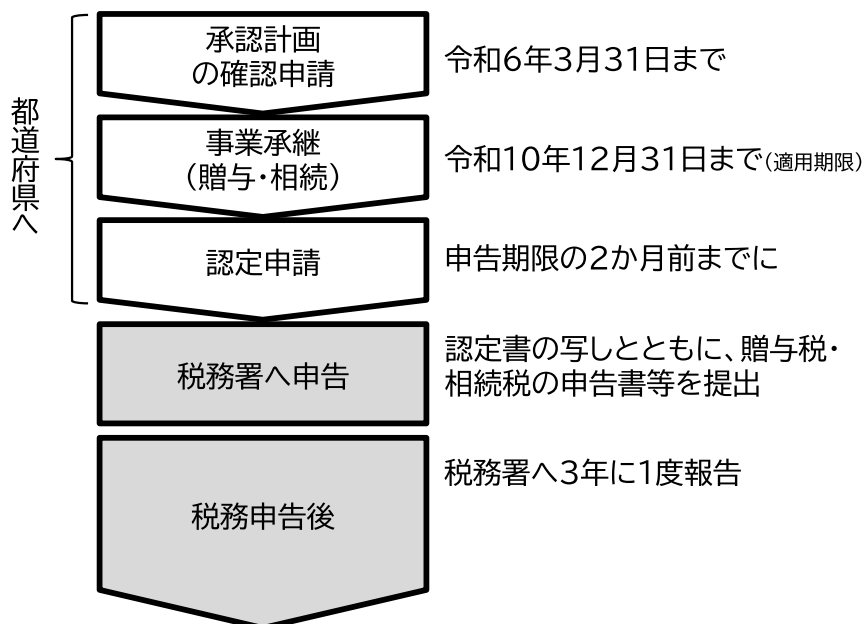 都道府県へ
承認計画
の確認申請
令和6年3月31日まで
事業承継
（贈与・相続）
令和10年12月31日まで（適用期限）
認定申請
申告期限の2か月前までに
税務署へ申告
認定書の写しとともに、贈与税・
相続税の申告書等を提出
税務申告後
税務署へ3年に1度報告